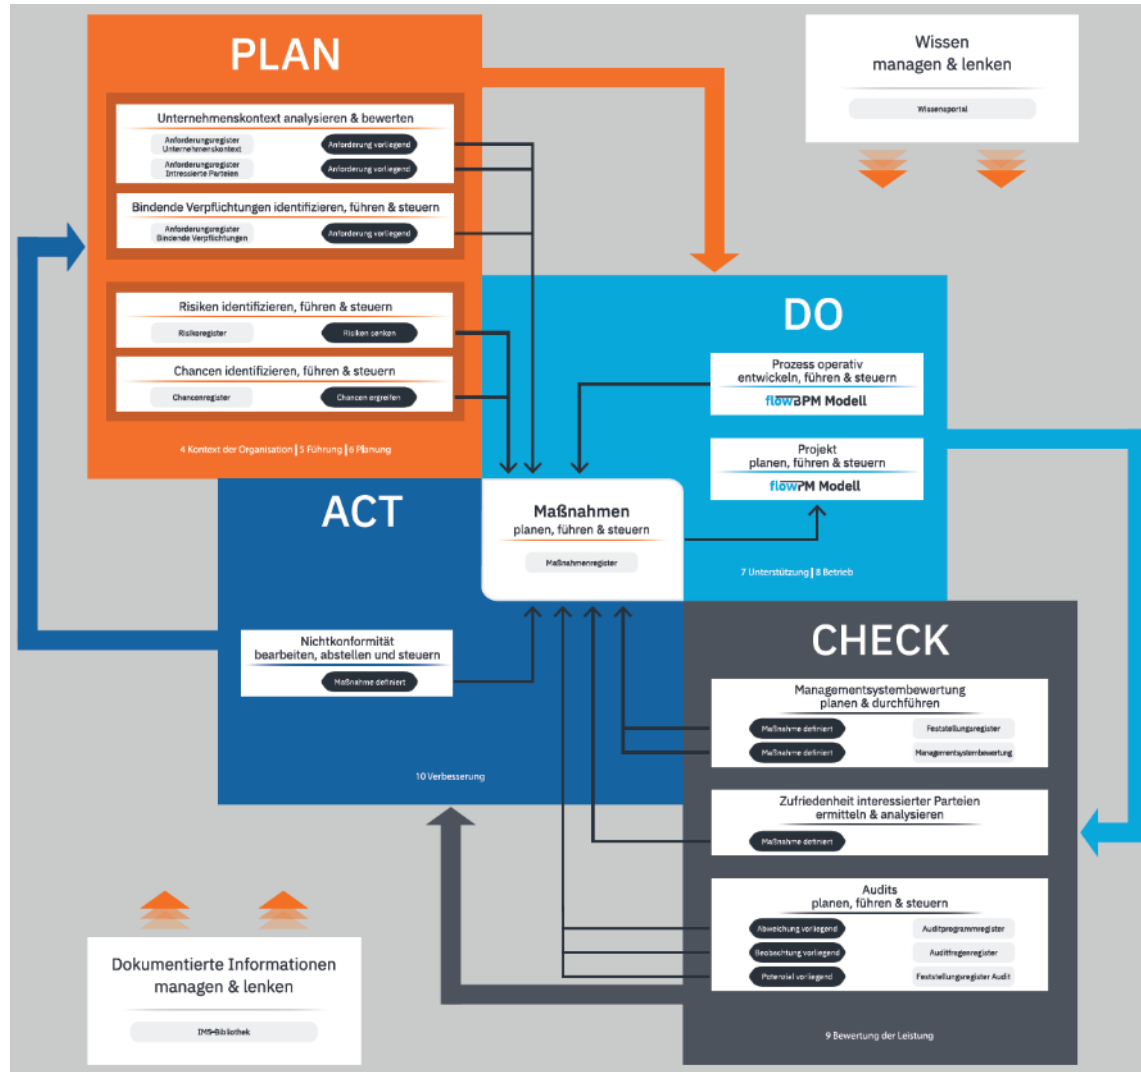 PLAN
Unternehmenskontext analysieren & bewerten
Anforderungsregister
Unternehmenskontext
Anforderung vorliegend
Anforderungsregister
Intressierte Parteien
Anforderung vorliegend
Bindende Verpflichtungen identifizieren, führen & steuern
Anforderungsregister
Bindende Verpflichtungen
Anforderung vorliegend
Risiken identifizieren, führen & steuern
Risikoregister
Risiken senken
Chancen identifizieren, führen & steuern
Chancenregister
Chancen ergreifen
4 Kontext der Organisation | 5 Führung | 6 Planung
Wissen
managen & lenken
Wissensportal
DO
Prozess operativ
entwickeln, führen & steuern
flowBPM Modell
Projekt
planen, führen & steuern
flowPM Modell
7 Unterstützung | 8 Betrieb
ACT
Maßnahmen
planen, führen & steuern
Maßnahmenregister
Nichtkonformität
bearbeiten, abstellen und steuern
Maßnahme definiert
10 Verbesserung
CHECK
Managementsystembewertung
planen & durchführen
Maßnahme definiert
Feststellungsregister
Maßnahme definiert
Managementsystembewertung
Zufriedenheit interessierter Parteien
ermitteln & analysieren
Maßnahme definiert
Audits
planen, führen & steuern
Abweichung vorliegend
Auditprogrammregister
Beobachtung vorliegend
Auditfragenregister
Potenzial vorliegend
Feststellungsregister Audit
9 Bewertung der Leistung
Dokumentierte Informationen
managen & lenken
IMS-Bibliothek